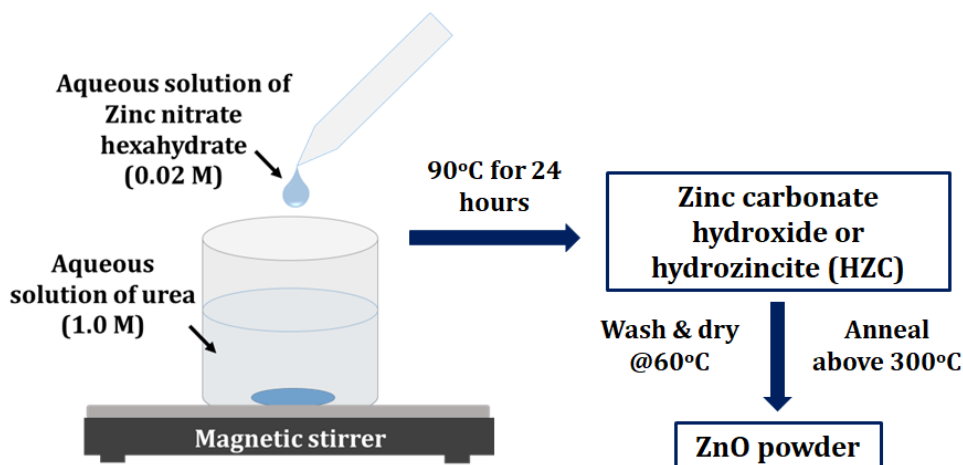 Aqueous solution of
Zinc nitrate
hexahydrate
(0.02 M)
Aqueous
solution of urea
(1.0 M)
Magnetic stirrer
90°C for 24
hours
Zinc carbonate
hydroxide or
hydrozincite (HZC)
Wash & dry
@60°C
Anneal
above 300°C
ZnO powder